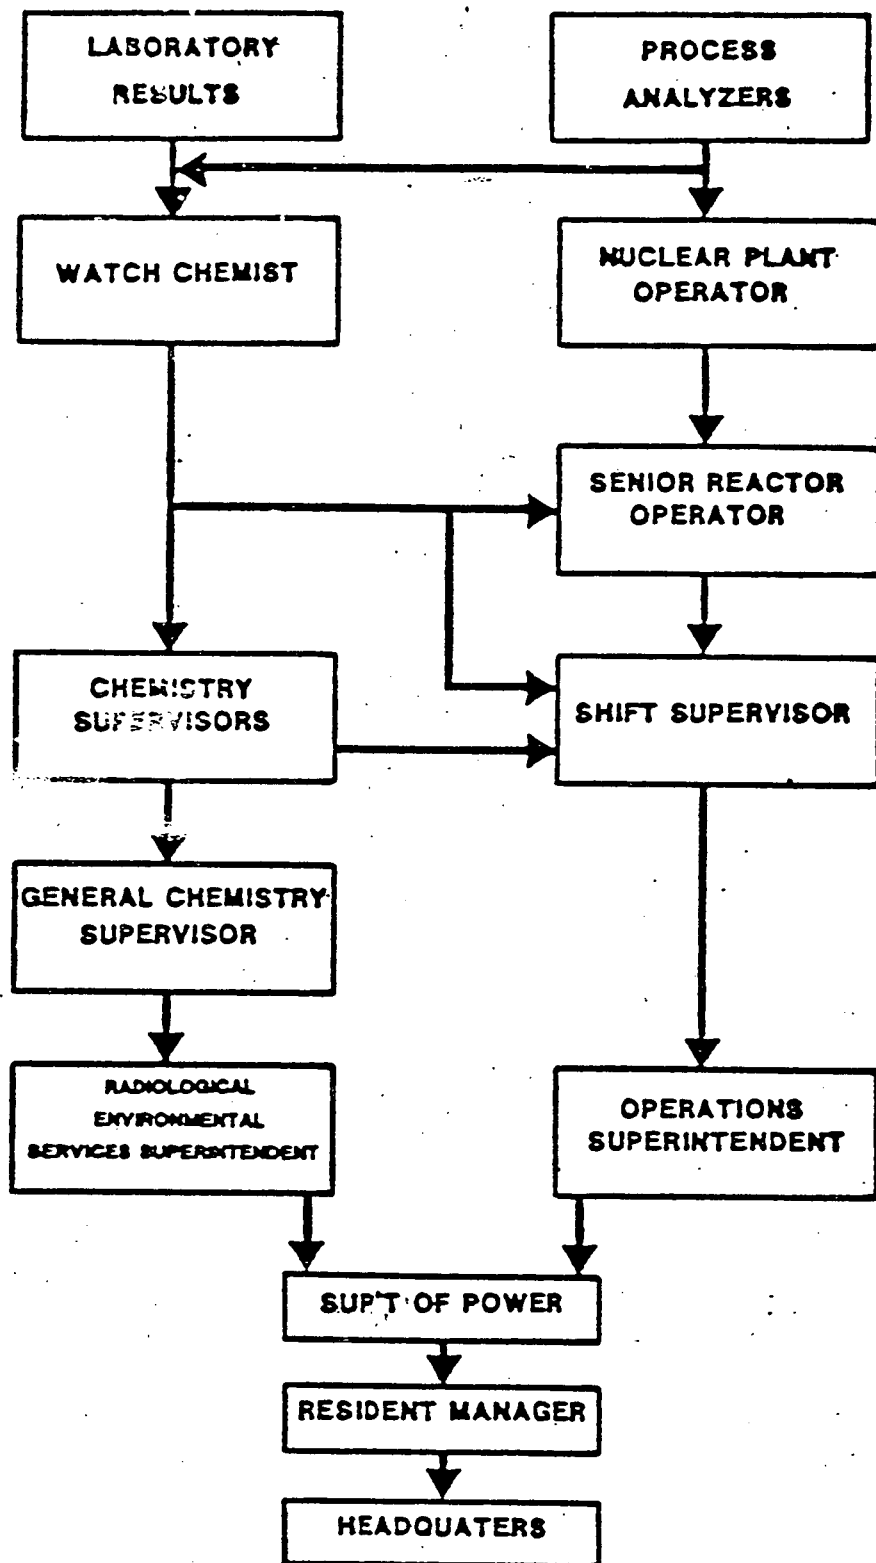 LABORATORY
RESULTS
PROCESS
ANALYZERS
WATCH CHEMIST
NUCLEAR PLANT
OPERATOR
SENIOR REACTOR
OPERATOR
CHEMISTRY
SUPERVISORS
SHIFT SUPERVISOR
GENERAL CHEMISTRY
SUPERVISOR
RADIOLOGICAL
ENVIRONMENTAL
SERVICES SUPERINTENDENT
OPERATIONS
SUPERINTENDENT
SUP'T OF POWER
RESIDENT MANAGER
HEADQUATERS